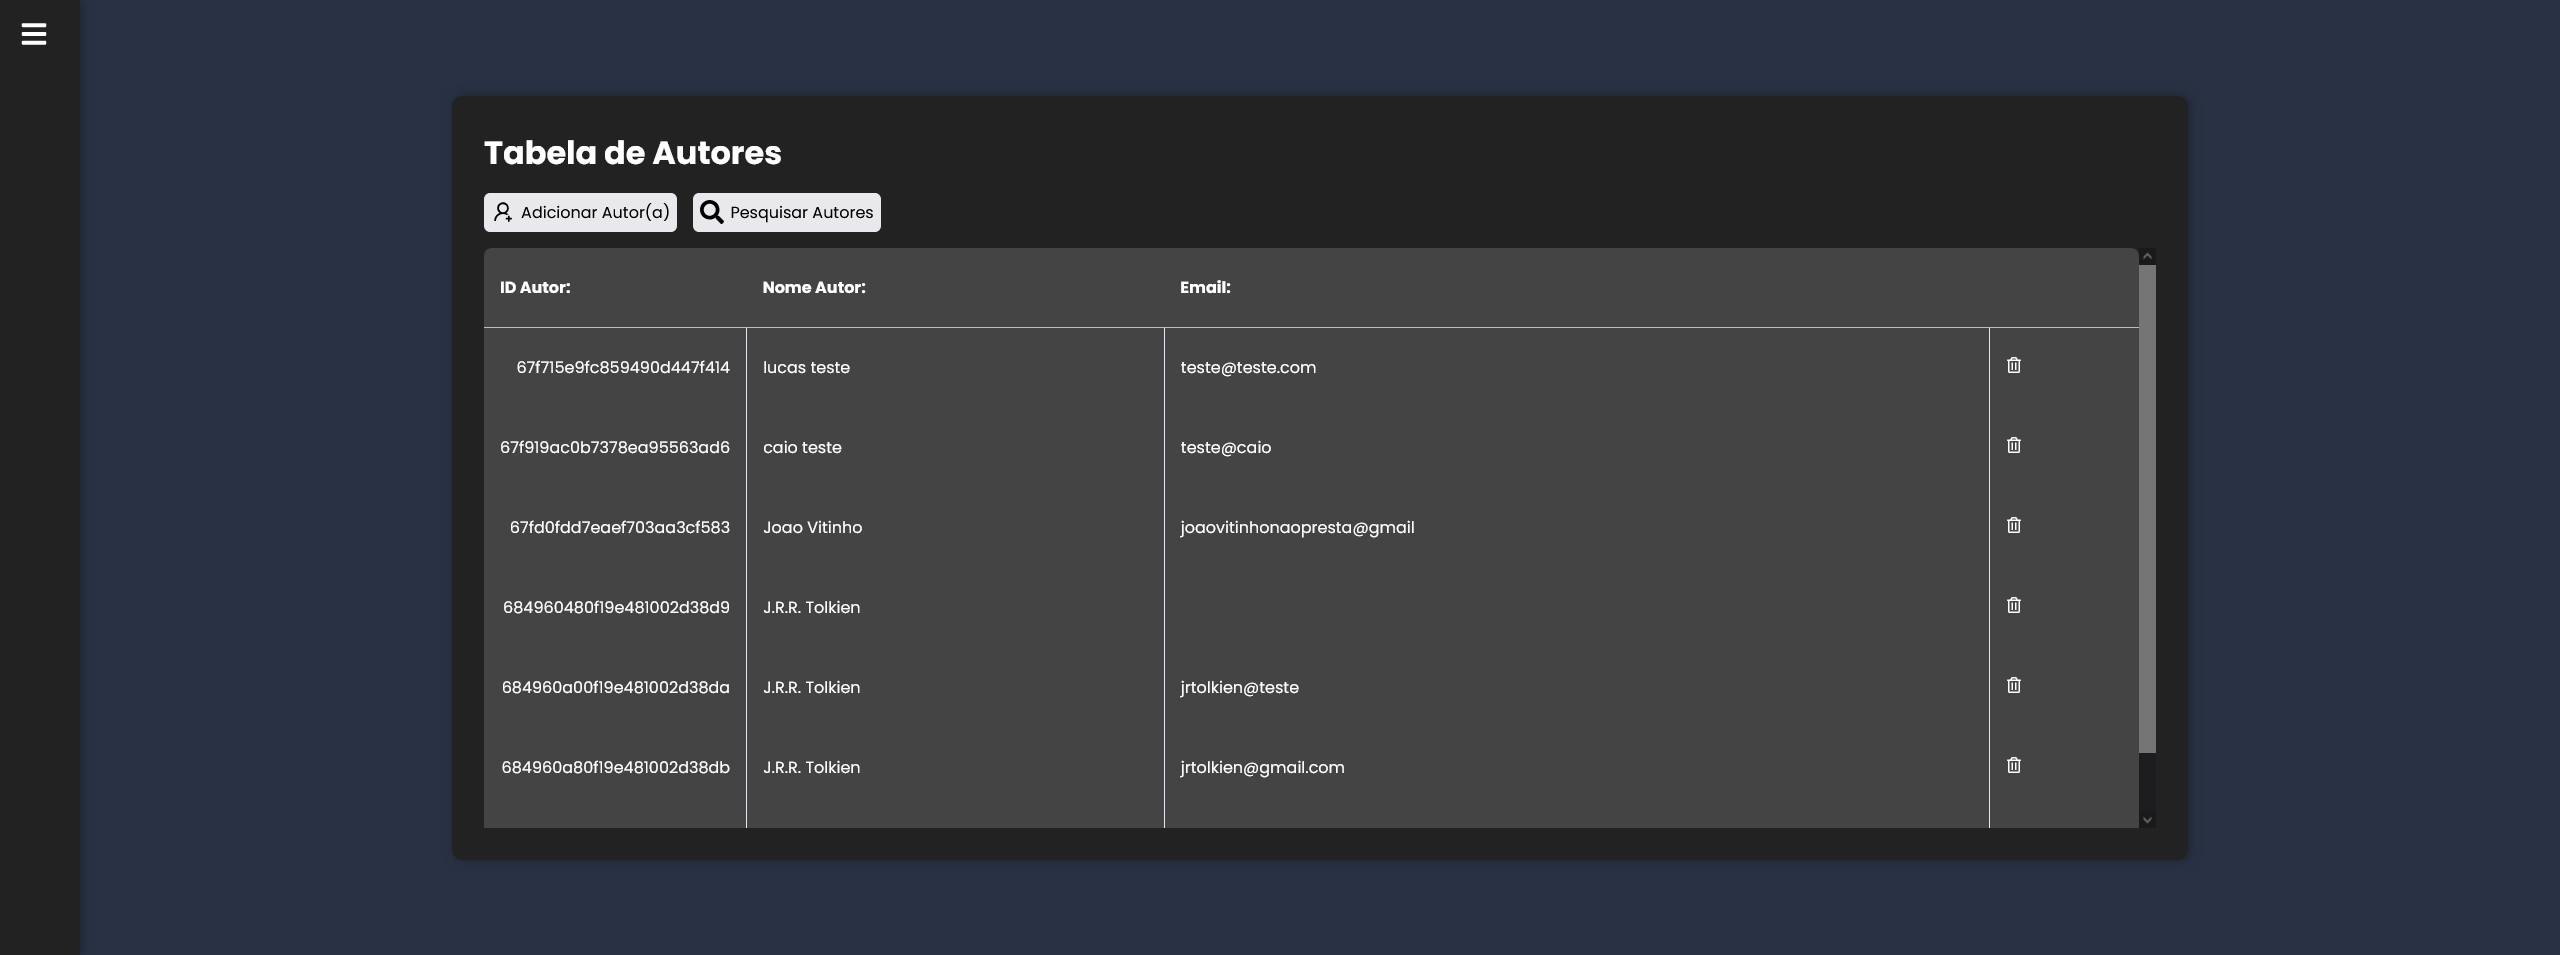 Tabela de Autores
Adicionar Autor(a) Pesquisar Autores
ID Autor: Nome Autor: Email:
67f715e9fc859490d447f414 lucas teste teste@teste.com
67f919ac0b7378ea95563ad6 caio teste teste@caio
67fd0fdd7eaef703aa3cf583 Joao Vitinho joaovitinhonaopresta@gmail
684960480f19e481002d38d9 J.R.R. Tolkien
684960a00f19e481002d38da J.R.R. Tolkien jrtolkien@teste
684960a80f19e481002d38db J.R.R. Tolkien jrtolkien@gmail.com